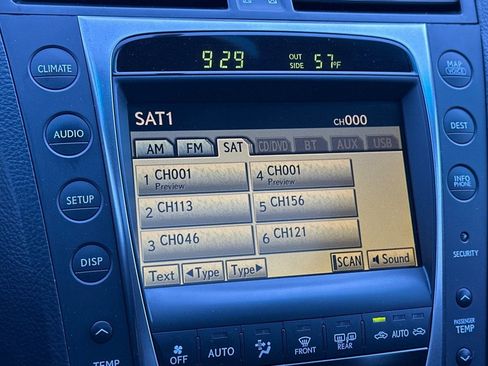 9:29 OUT SIDE 57°F
CLIMATE
MAP VOICE
SAT1 CH000
AUDIO
DEST
AM FM SAT CD/DVD BT AUX USB
1 CH001 Preview
4 CH001 Preview
SETUP
INFO PHONE
2 CH113
5 CH156
3 CH046
6 CH121
DISP
SECURITY
Text ◄Type Type► SCAN Sound
TEMP
PASSENGER TEMP
OFF AUTO FRONT REAR AUTO